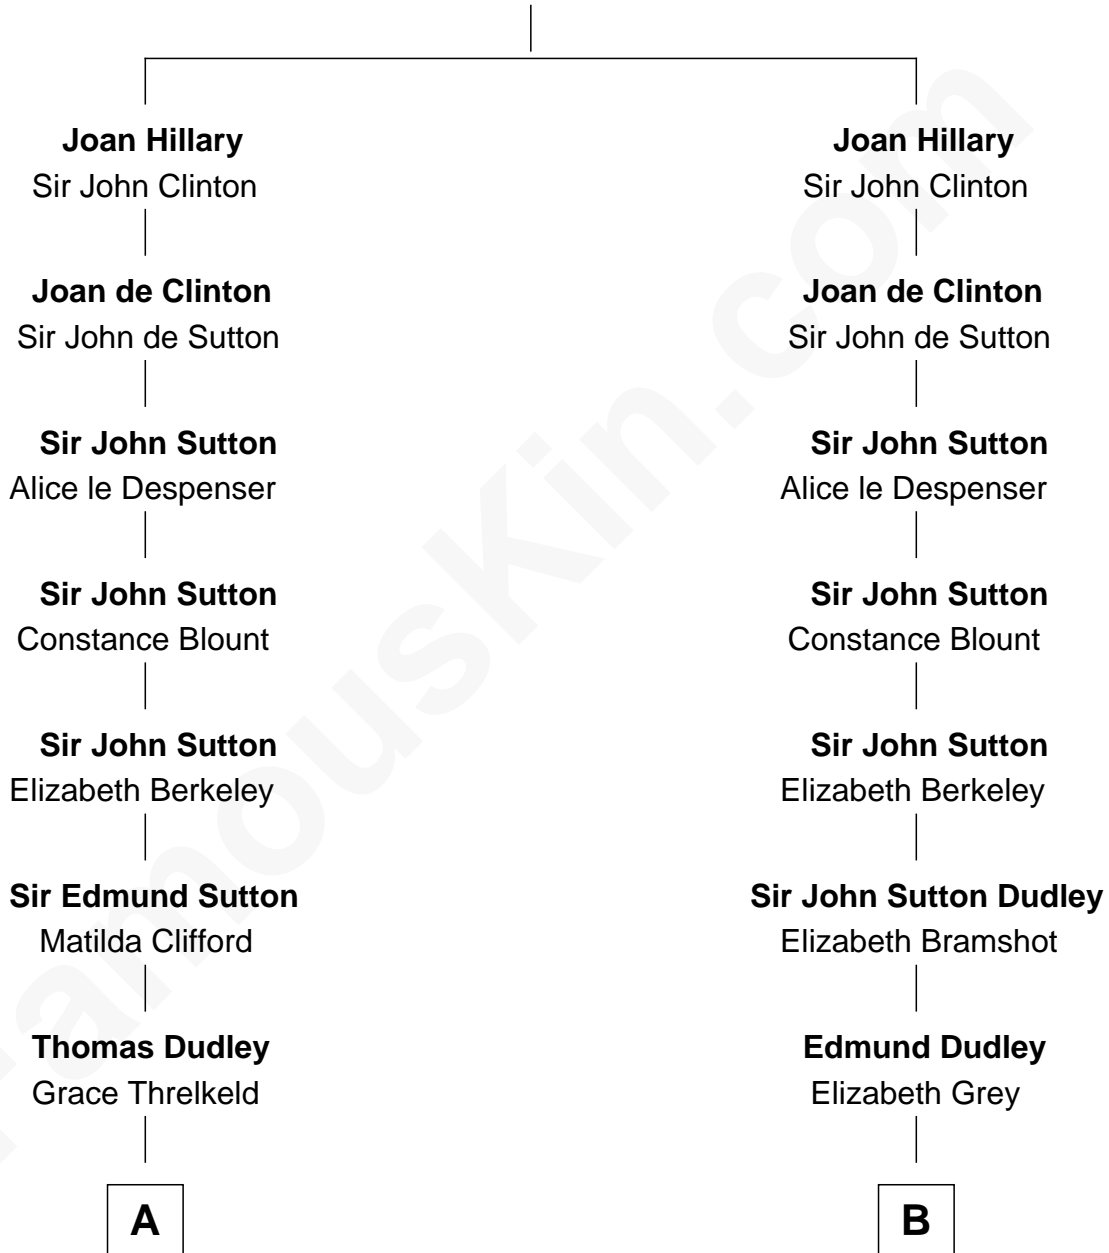 Joan Hillary Joan Hillary
Sir John Clinton Sir John Clinton
Joan de Clinton Joan de Clinton
Sir John de Sutton Sir John de Sutton
Sir John Sutton Sir John Sutton
Alice le Despenser Alice le Despenser
Sir John Sutton Sir John Sutton
Constance Blount Constance Blount
Sir John Sutton Sir John Sutton
Elizabeth Berkeley Elizabeth Berkeley
Sir Edmund Sutton Sir John Sutton Dudley
Matilda Clifford Elizabeth Bramshot
Thomas Dudley Edmund Dudley
Grace Threlkeld Elizabeth Grey
A B
famouskin.com